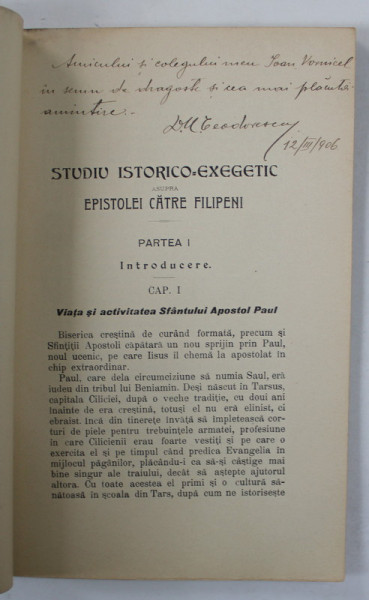 Amicului și colegului meu Ioan Vornicel
în semn de dragoste și cea mai plăcută
amintire.
D. M. Teodorescu
12/III/906
STUDIU ISTORICO=EXEGETIC
ASUPRA
EPISTOLEI CĂTRE FILIPENI
PARTEA I
Introducere.
CAP. I
Viața și activitatea Sfântului Apostol Paul
Biserica creștină de curând formată, precum și
Sfinții Apostoli capătară un nou sprijin prin Paul,
noul ucenic, pe care Iisus îl chemă la apostolat în
chip extraordinar.
Paul, care dela circumciziune să numia Saul, eră
iudeu din tribul lui Beniamin. Deși născut în Tarsus,
capitala Ciliciei, după o veche tradiție, cu doui ani
înainte de era creștină, totuși el nu eră elinist, ci
ebraist. Incă din tinerețe învăță să împletească cor-
turi de piele pentru trebuințele armatei, profesiune
in care Cilicienii erau foarte vestiți și pe care o
exercita el și pe timpul când predica Evangelia în
mijlocul păgânilor, plăcându-i ca să-și câștige mai
bine singur ale traiului, decât să aștepte ajutorul
altora. Cu toate acestea el primi și o cultură să-
nătoasă în școala din Tars, după cum ne istorisește